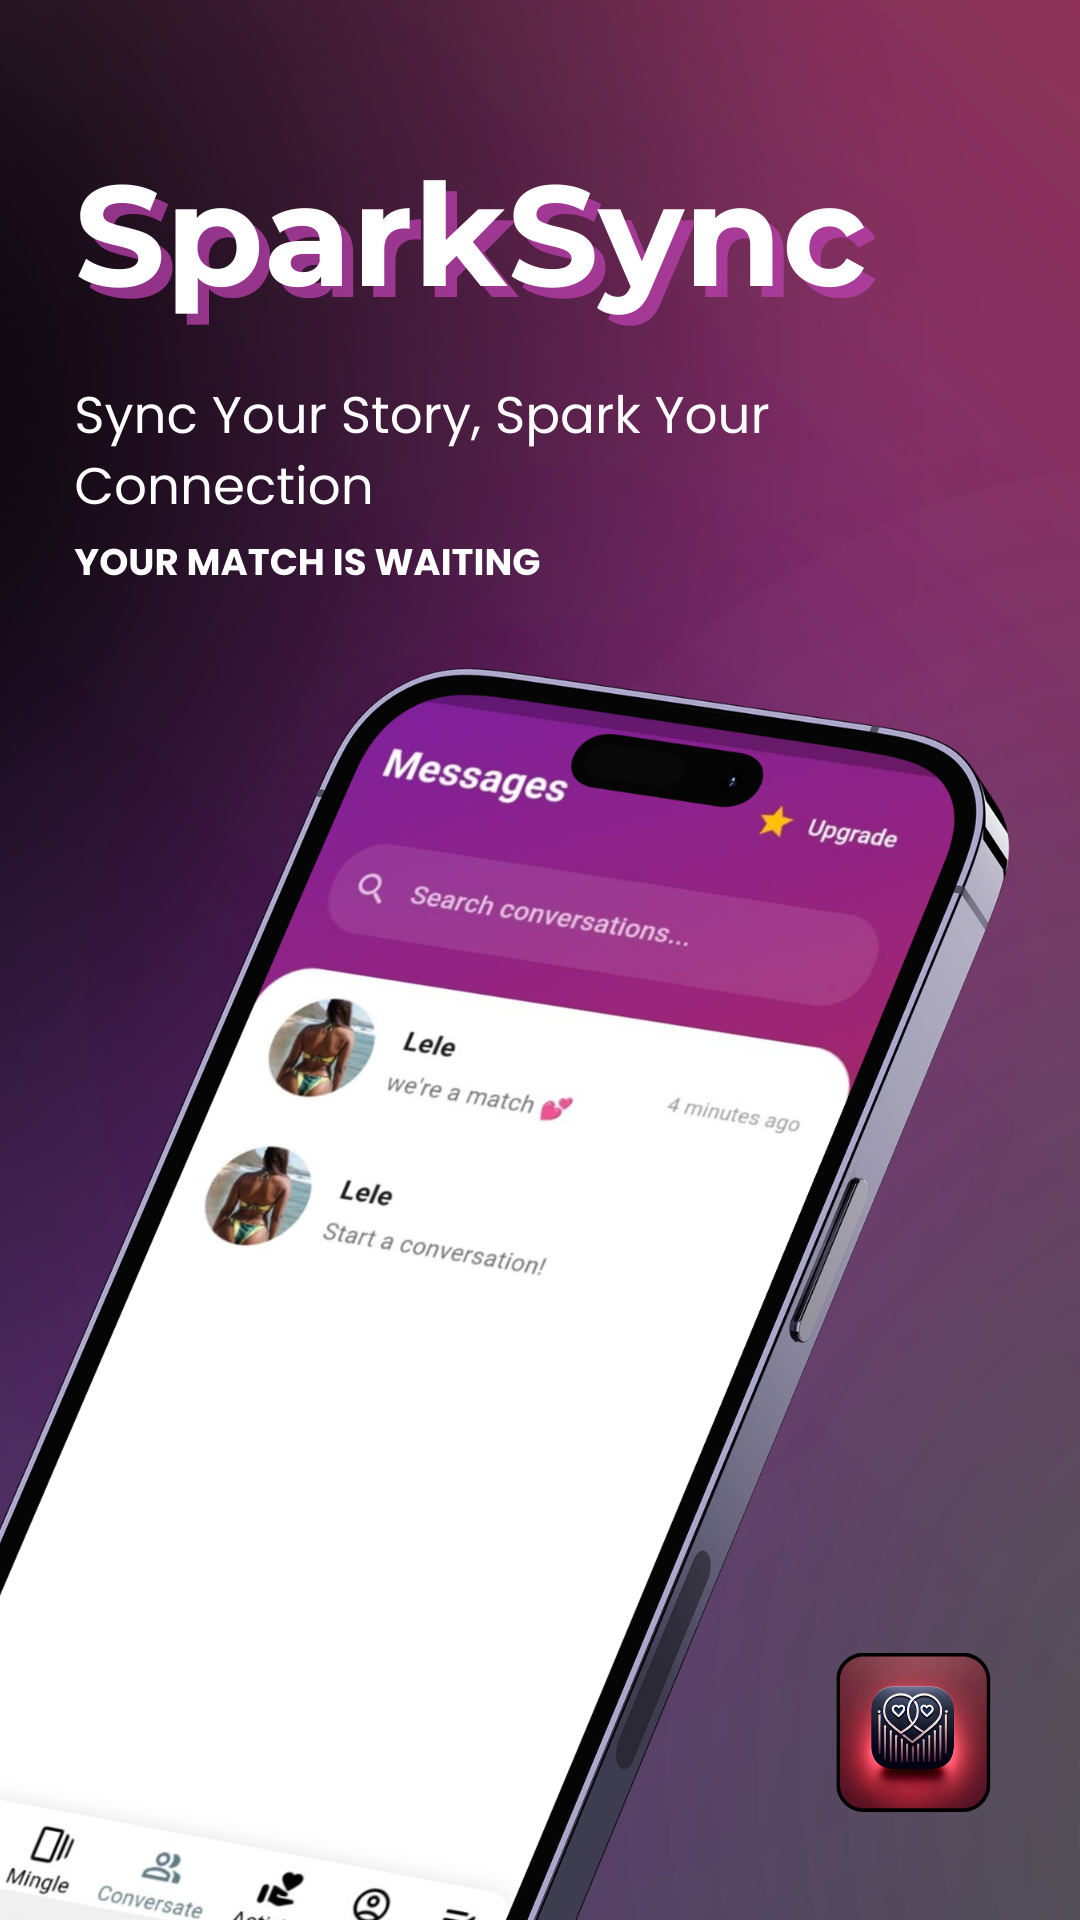 SparkSync
Sync Your Story, Spark Your
Connection
YOUR MATCH IS WAITING
Messages
Upgrade
Search conversations...
Lele
we're a match 💕
4 minutes ago
Lele
Start a conversation!
Mingle
Conversate